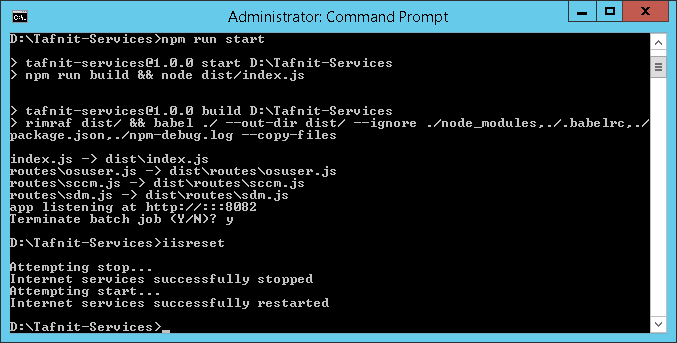 Administrator: Command Prompt
D:\Tafnit-Services>npm run start
> tafnit-services@1.0.0 start D:\Tafnit-Services
> npm run build && node dist/index.js
> tafnit-services@1.0.0 build D:\Tafnit-Services
> rimraf dist/ && babel ./ --out-dir dist/ --ignore ./node_modules,./.babelrc,./
package.json,./npm-debug.log --copy-files
index.js -> dist\index.js
routes\osuser.js -> dist\routes\osuser.js
routes\sccm.js -> dist\routes\sccm.js
routes\sdm.js -> dist\routes\sdm.js
app listening at http://:::8082
Terminate batch job (Y/N)? y
D:\Tafnit-Services>iisreset
Attempting stop...
Internet services successfully stopped
Attempting start...
Internet services successfully restarted
D:\Tafnit-Services>_